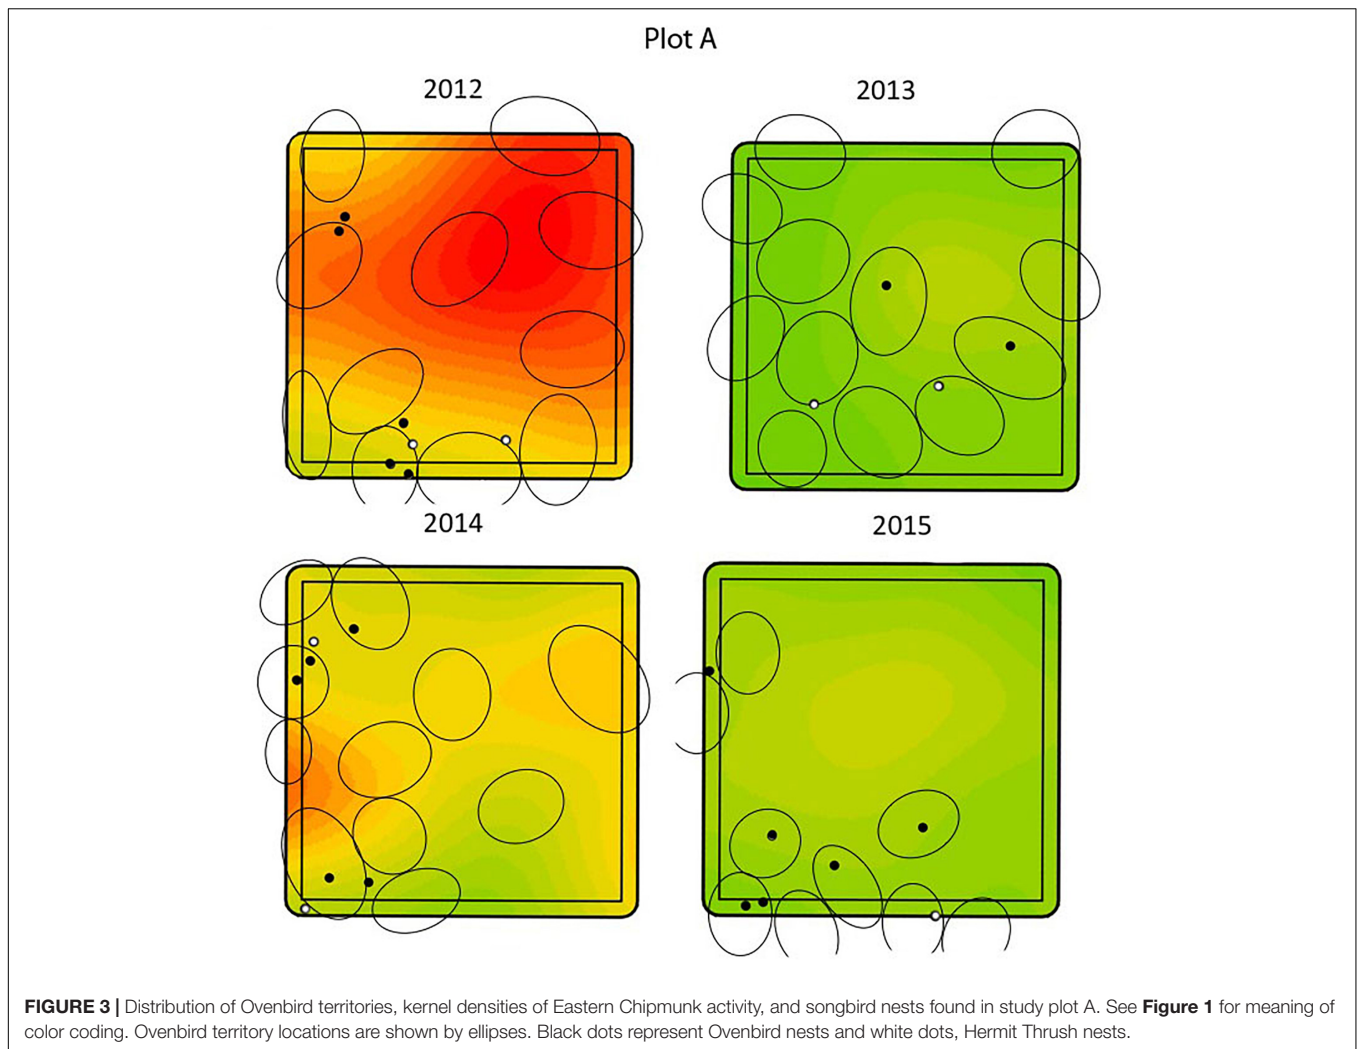 Plot A
2012
2013
2014
2015
FIGURE 3 | Distribution of Ovenbird territories, kernel densities of Eastern Chipmunk activity, and songbird nests found in study plot A. See Figure 1 for meaning of
color coding. Ovenbird territory locations are shown by ellipses. Black dots represent Ovenbird nests and white dots, Hermit Thrush nests.